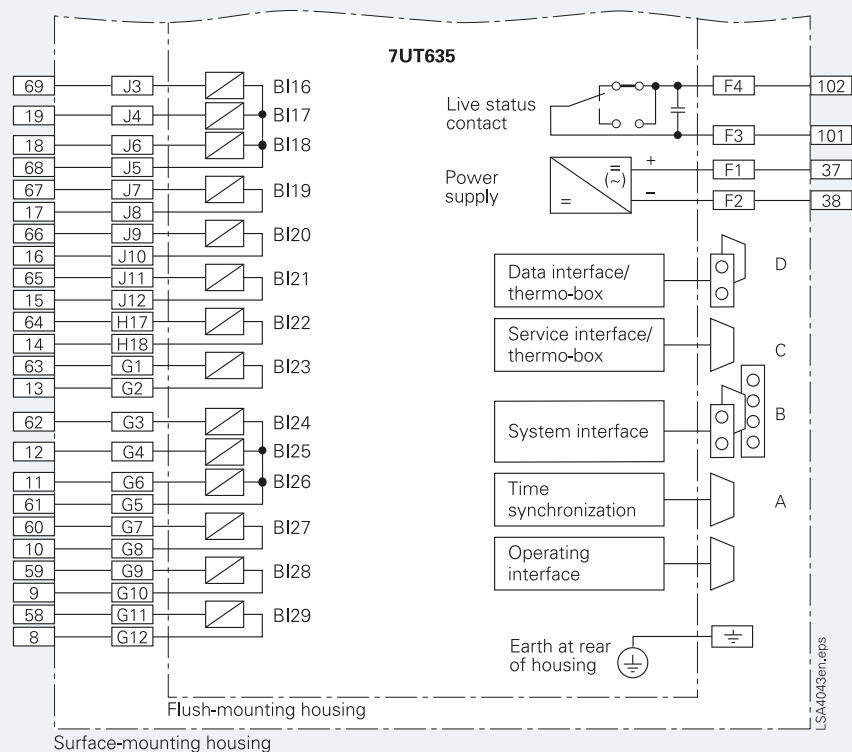 7UT635
69 J3 BI16
19 J4 BI17
18 J6 BI18
68 J5
67 J7 BI19
17 J8
66 J9 BI20
16 J10
65 J11 BI21
15 J12
64 H17 BI22
14 H18
63 G1 BI23
13 G2
62 G3 BI24
12 G4 BI25
11 G6 BI26
61 G5
60 G7 BI27
10 G8
59 G9 BI28
9 G10
58 G11 BI29
8 G12
Live status
contact
F4 102
F3 101
Power
supply
=
(~)
=
+ F1 37
– F2 38
Data interface/
thermo-box
D
Service interface/
thermo-box
C
System interface
B
Time
synchronization
A
Operating
interface
Earth at rear
of housing
Flush-mounting housing
Surface-mounting housing
LSA4043en.eps